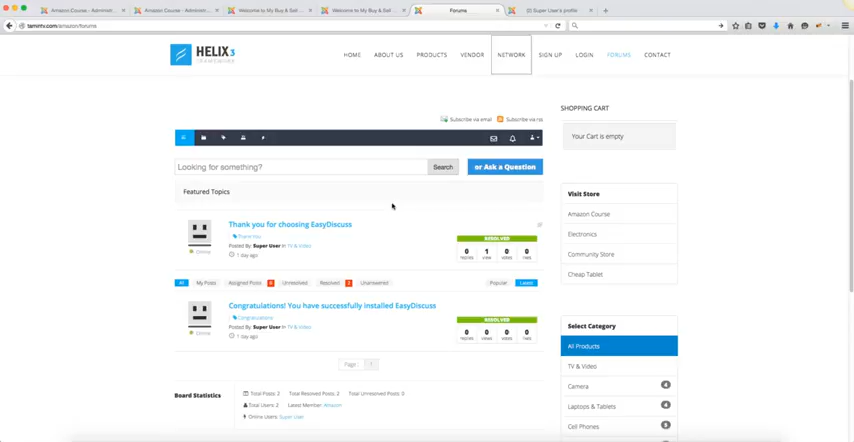 Amazon Course - Administ...
Amazon Course - Administrat...
Welcome to My Buy & Sell ...
Welcome to My Buy & Sell ...
Forums
(i) Super User's profile
tamintv.com/amazon/forums
HELIX3
FRAMEWORK
HOME
ABOUT US
PRODUCTS
VENDOR
NETWORK
SIGN UP
LOGIN
FORUMS
CONTACT
Subscribe via email
Subscribe via rss
SHOPPING CART
Your Cart is empty
Looking for something?
Search
or Ask a Question
Featured Topics
Thank you for choosing EasyDiscuss
Thank You
Posted By: Super User in TV & Video
1 day ago
Online
RESOLVED
0 1 0 0
replies view votes likes
All
My Posts
Assigned Posts
Unresolved
Resolved 2
Unanswered
Popular
Latest
Congratulations! You have successfully installed EasyDiscuss
Congratulations
Posted By: Super User in TV & Video
1 day ago
Online
RESOLVED
0 0 0 0
replies views votes likes
Page : 1
Board Statistics
Total Posts: 2 Total Resolved Posts: 2 Total Unresolved Posts: 0
Total Users: 2 Latest Member: Amazon
Online Users: Super User
Visit Store
Amazon Course
Electronics
Community Store
Cheap Tablet
Select Category
All Products
TV & Video
Camera 4
Laptops & Tablets 4
Cell Phones